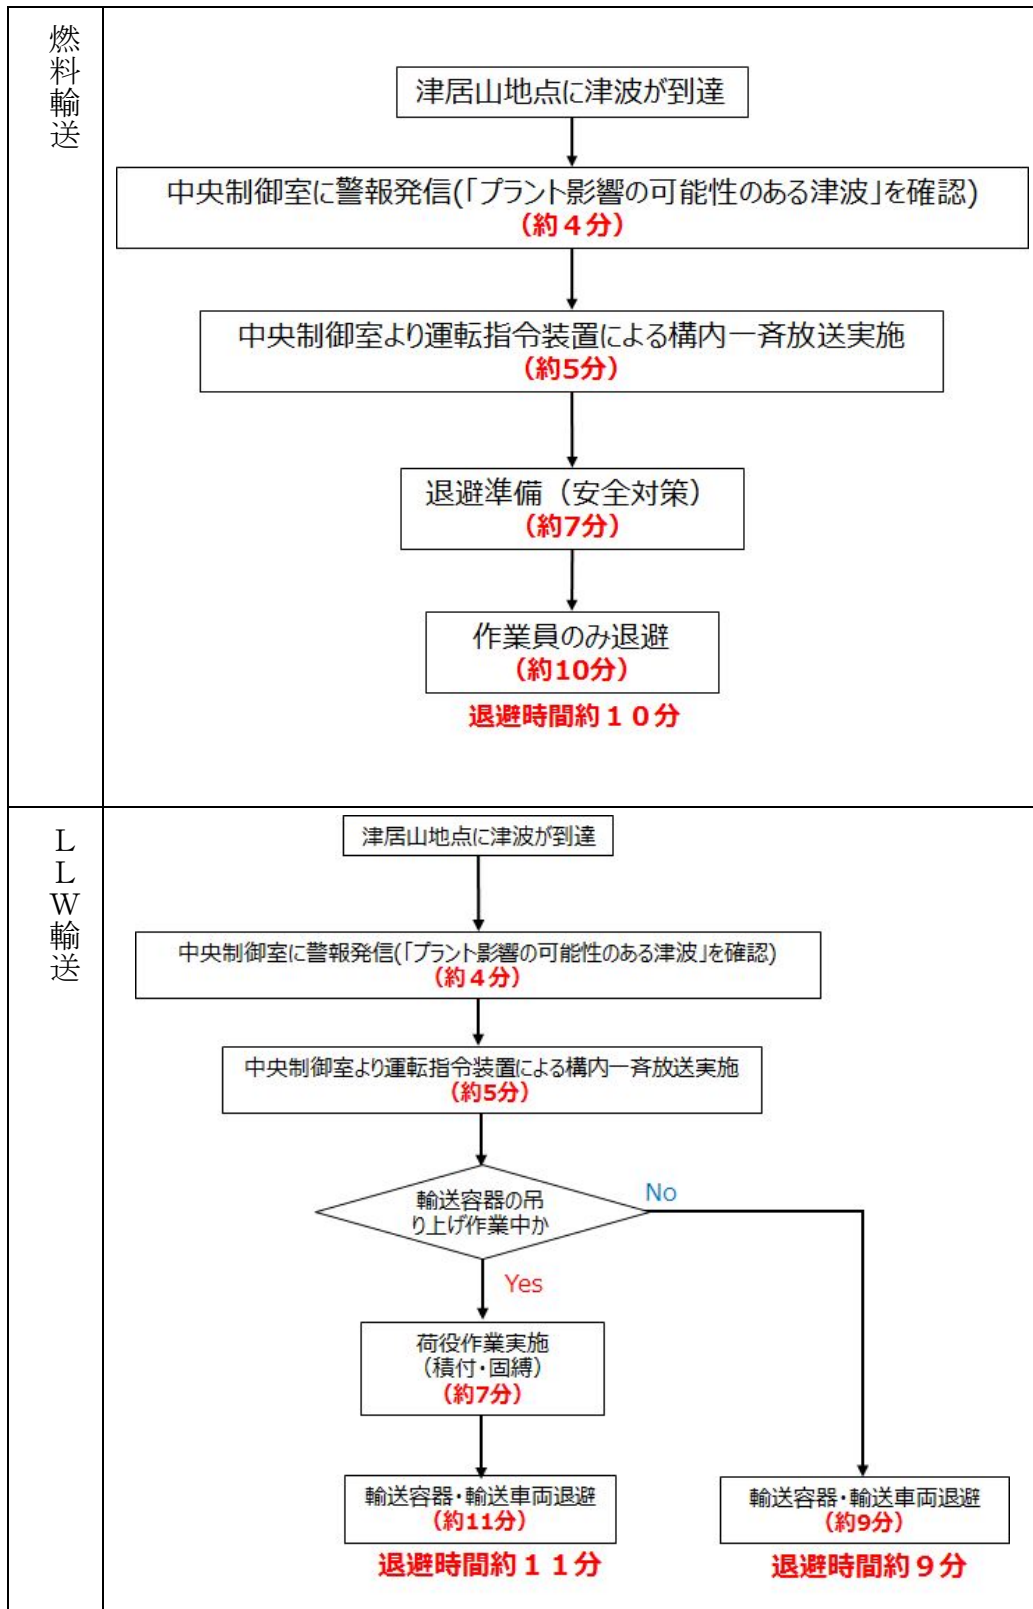 燃料輸送
津居山地点に津波が到達
中央制御室に警報発信(「プラント影響の可能性のある津波」を確認)
（約４分）
中央制御室より運転指令装置による構内一斉放送実施
（約5分）
退避準備（安全対策）
（約7分）
作業員のみ退避
（約10分）
退避時間約１０分
ＬＬＷ輸送
津居山地点に津波が到達
中央制御室に警報発信(「プラント影響の可能性のある津波」を確認)
（約４分）
中央制御室より運転指令装置による構内一斉放送実施
（約5分）
輸送容器の吊
り上げ作業中か
No
Yes
荷役作業実施
（積付・固縛）
（約7分）
輸送容器・輸送車両退避
（約11分）
退避時間約１１分
輸送容器・輸送車両退避
（約9分）
退避時間約９分